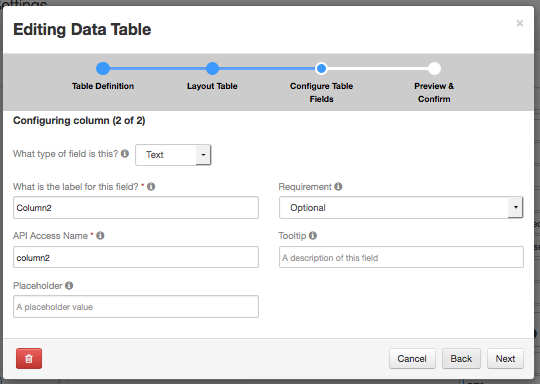 Settings
Editing Data Table
×
Table Definition
Layout Table
Configure Table
Fields
Preview &
Confirm
Configuring column (2 of 2)
What type of field is this?
Text
What is the label for this field? *
Requirement
Column2
Optional
API Access Name *
Tooltip
column2
A description of this field
Placeholder
A placeholder value
Cancel
Back
Next